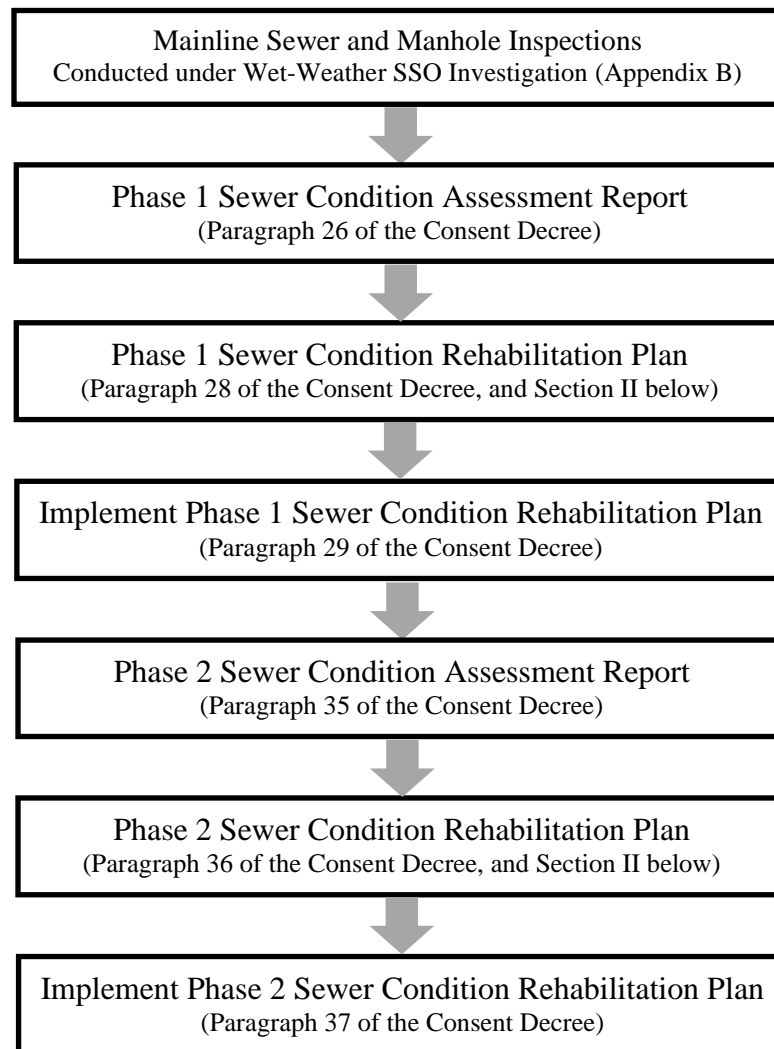 Mainline Sewer and Manhole Inspections
Conducted under Wet-Weather SSO Investigation (Appendix B)
Phase 1 Sewer Condition Assessment Report
(Paragraph 26 of the Consent Decree)
Phase 1 Sewer Condition Rehabilitation Plan
(Paragraph 28 of the Consent Decree, and Section II below)
Implement Phase 1 Sewer Condition Rehabilitation Plan
(Paragraph 29 of the Consent Decree)
Phase 2 Sewer Condition Assessment Report
(Paragraph 35 of the Consent Decree)
Phase 2 Sewer Condition Rehabilitation Plan
(Paragraph 36 of the Consent Decree, and Section II below)
Implement Phase 2 Sewer Condition Rehabilitation Plan
(Paragraph 37 of the Consent Decree)